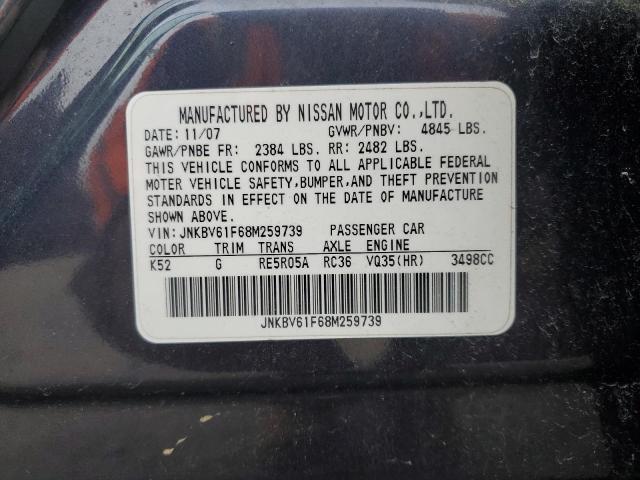 MANUFACTURED BY NISSAN MOTOR CO.,LTD.
DATE: 11/07 GVWR/PNBV: 4845 LBS.
GAWR/PNBE FR: 2384 LBS. RR: 2482 LBS.
THIS VEHICLE CONFORMS TO ALL APPLICABLE FEDERAL
MOTOR VEHICLE SAFETY,BUMPER,AND THEFT PREVENTION
STANDARDS IN EFFECT ON THE DATE OF MANUFACTURE
SHOWN ABOVE.
VIN: JNKBV61F68M259739 PASSENGER CAR
COLOR TRIM TRANS AXLE ENGINE
K52 G RE5R05A RC36 VQ35(HR) 3498CC
JNKBV61F68M259739